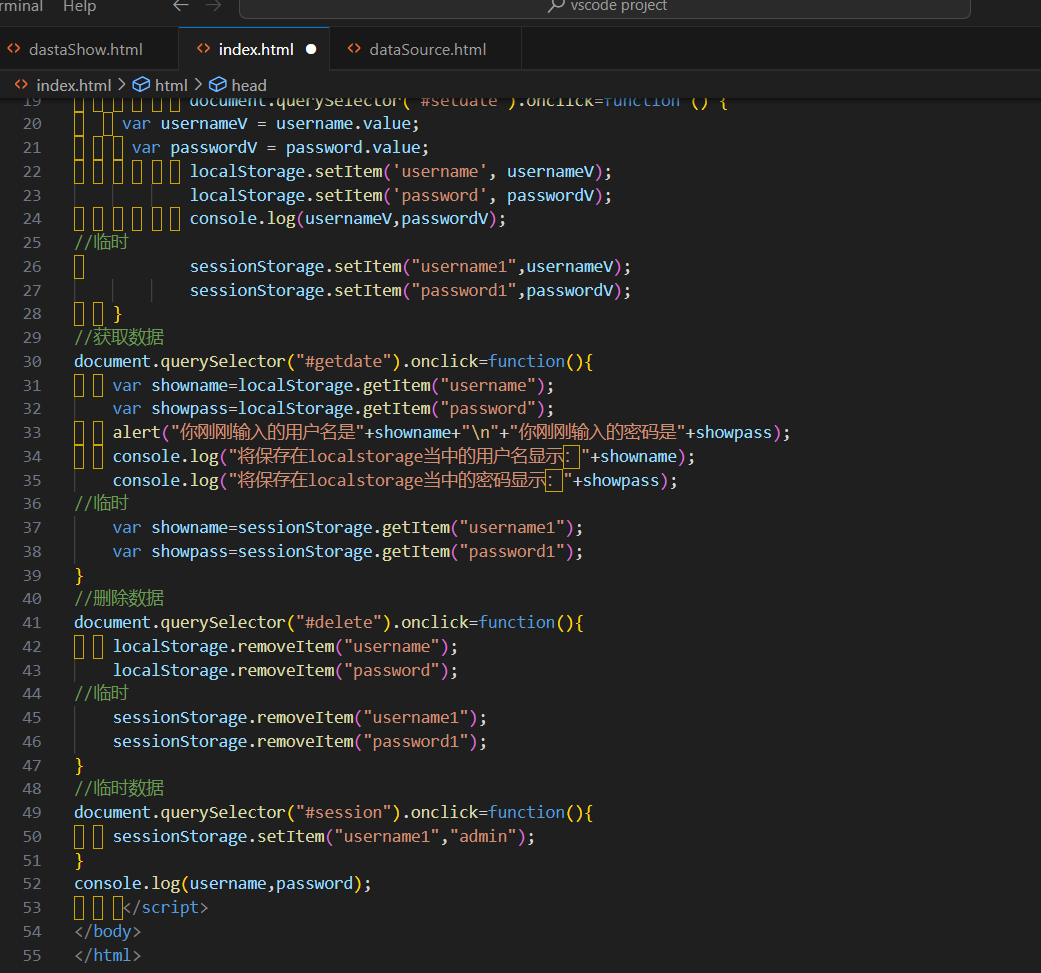 rminal Help ← → vscode project
dastaShow.html index.html dataSource.html
index.html > html > head
19 document.querySelector("#setdate").onclick=function () {
20 var usernameV = username.value;
21 var passwordV = password.value;
22 localStorage.setItem('username', usernameV);
23 localStorage.setItem('password', passwordV);
24 console.log(usernameV,passwordV);
25 //临时
26 sessionStorage.setItem("username1",usernameV);
27 sessionStorage.setItem("password1",passwordV);
28 }
29 //获取数据
30 document.querySelector("#getdate").onclick=function(){
31 var showname=localStorage.getItem("username");
32 var showpass=localStorage.getItem("password");
33 alert("你刚刚输入的用户名是"+showname+"\n"+"你刚刚输入的密码是"+showpass);
34 console.log("将保存在localstorage当中的用户名显示："+showname);
35 console.log("将保存在localstorage当中的密码显示："+showpass);
36 //临时
37 var showname=sessionStorage.getItem("username1");
38 var showpass=sessionStorage.getItem("password1");
39 }
40 //删除数据
41 document.querySelector("#delete").onclick=function(){
42 localStorage.removeItem("username");
43 localStorage.removeItem("password");
44 //临时
45 sessionStorage.removeItem("username1");
46 sessionStorage.removeItem("password1");
47 }
48 //临时数据
49 document.querySelector("#session").onclick=function(){
50 sessionStorage.setItem("username1","admin");
51 }
52 console.log(username,password);
53 </script>
54 </body>
55 </html>